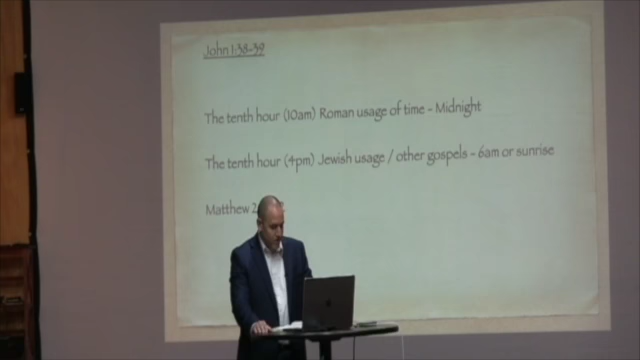 John 1:38-39
The tenth hour (10am) Roman usage of time - Midnight
The tenth hour (4pm) Jewish usage / other gospels - 6am or sunrise
Matthew 2